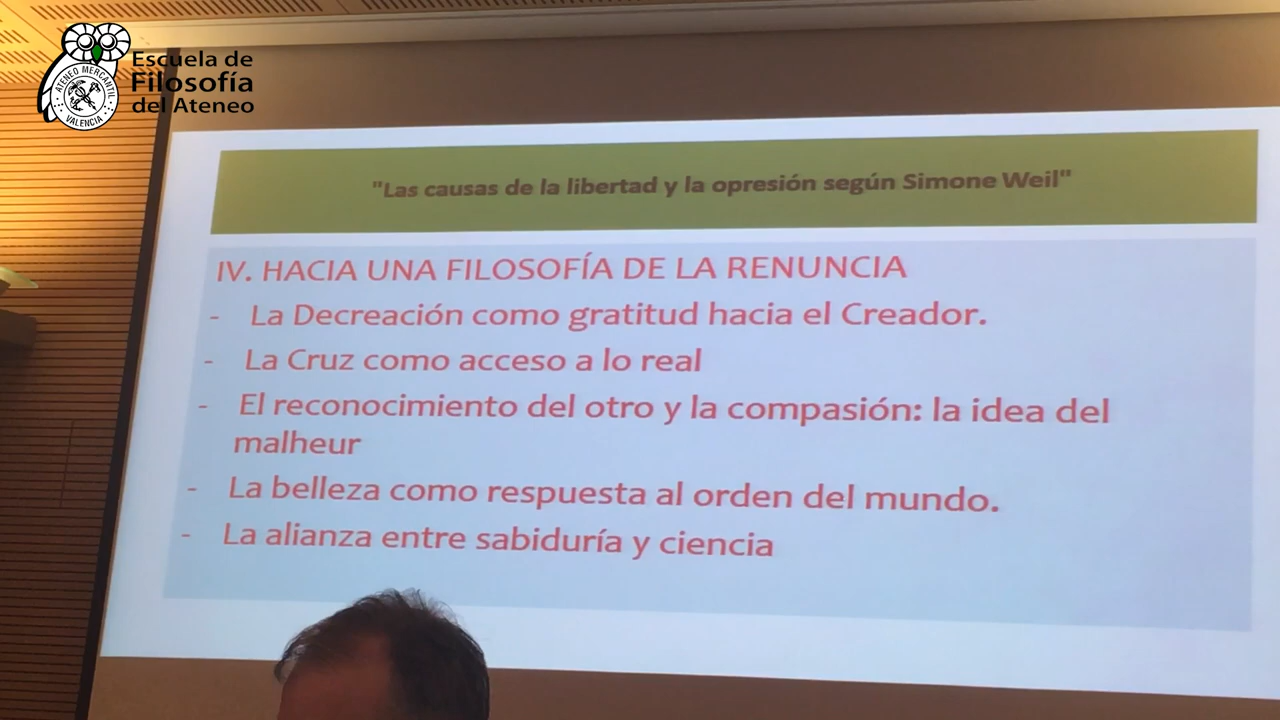 Escuela de
Filosofía
del Ateneo
ATENEO MERCANTIL
VALENCIA
"Las causas de la libertad y la opresión según Simone Weil"
IV. HACIA UNA FILOSOFÍA DE LA RENUNCIA
- La Decreación como gratitud hacia el Creador.
- La Cruz como acceso a lo real
- El reconocimiento del otro y la compasión: la idea del
malheur
- La belleza como respuesta al orden del mundo.
- La alianza entre sabiduría y ciencia